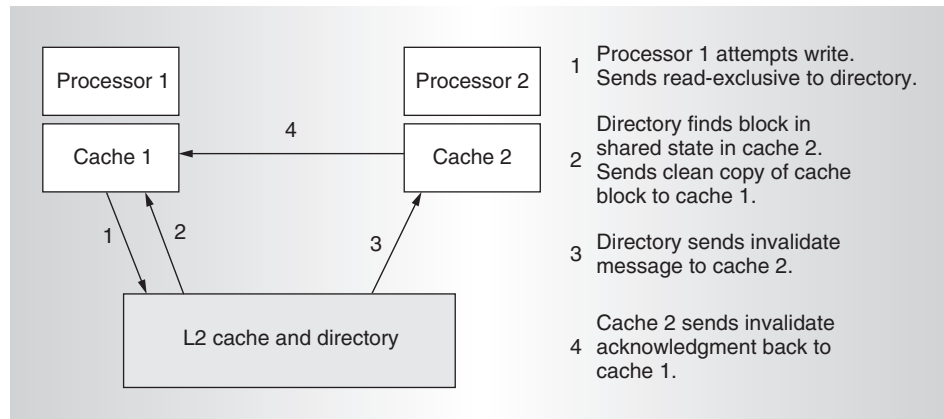 Processor 1
Processor 2
Cache 1
Cache 2
4
1
2
3
L2 cache and directory
1
Processor 1 attempts write.
Sends read-exclusive to directory.
2
Directory finds block in
shared state in cache 2.
Sends clean copy of cache
block to cache 1.
3
Directory sends invalidate
message to cache 2.
4
Cache 2 sends invalidate
acknowledgment back to
cache 1.